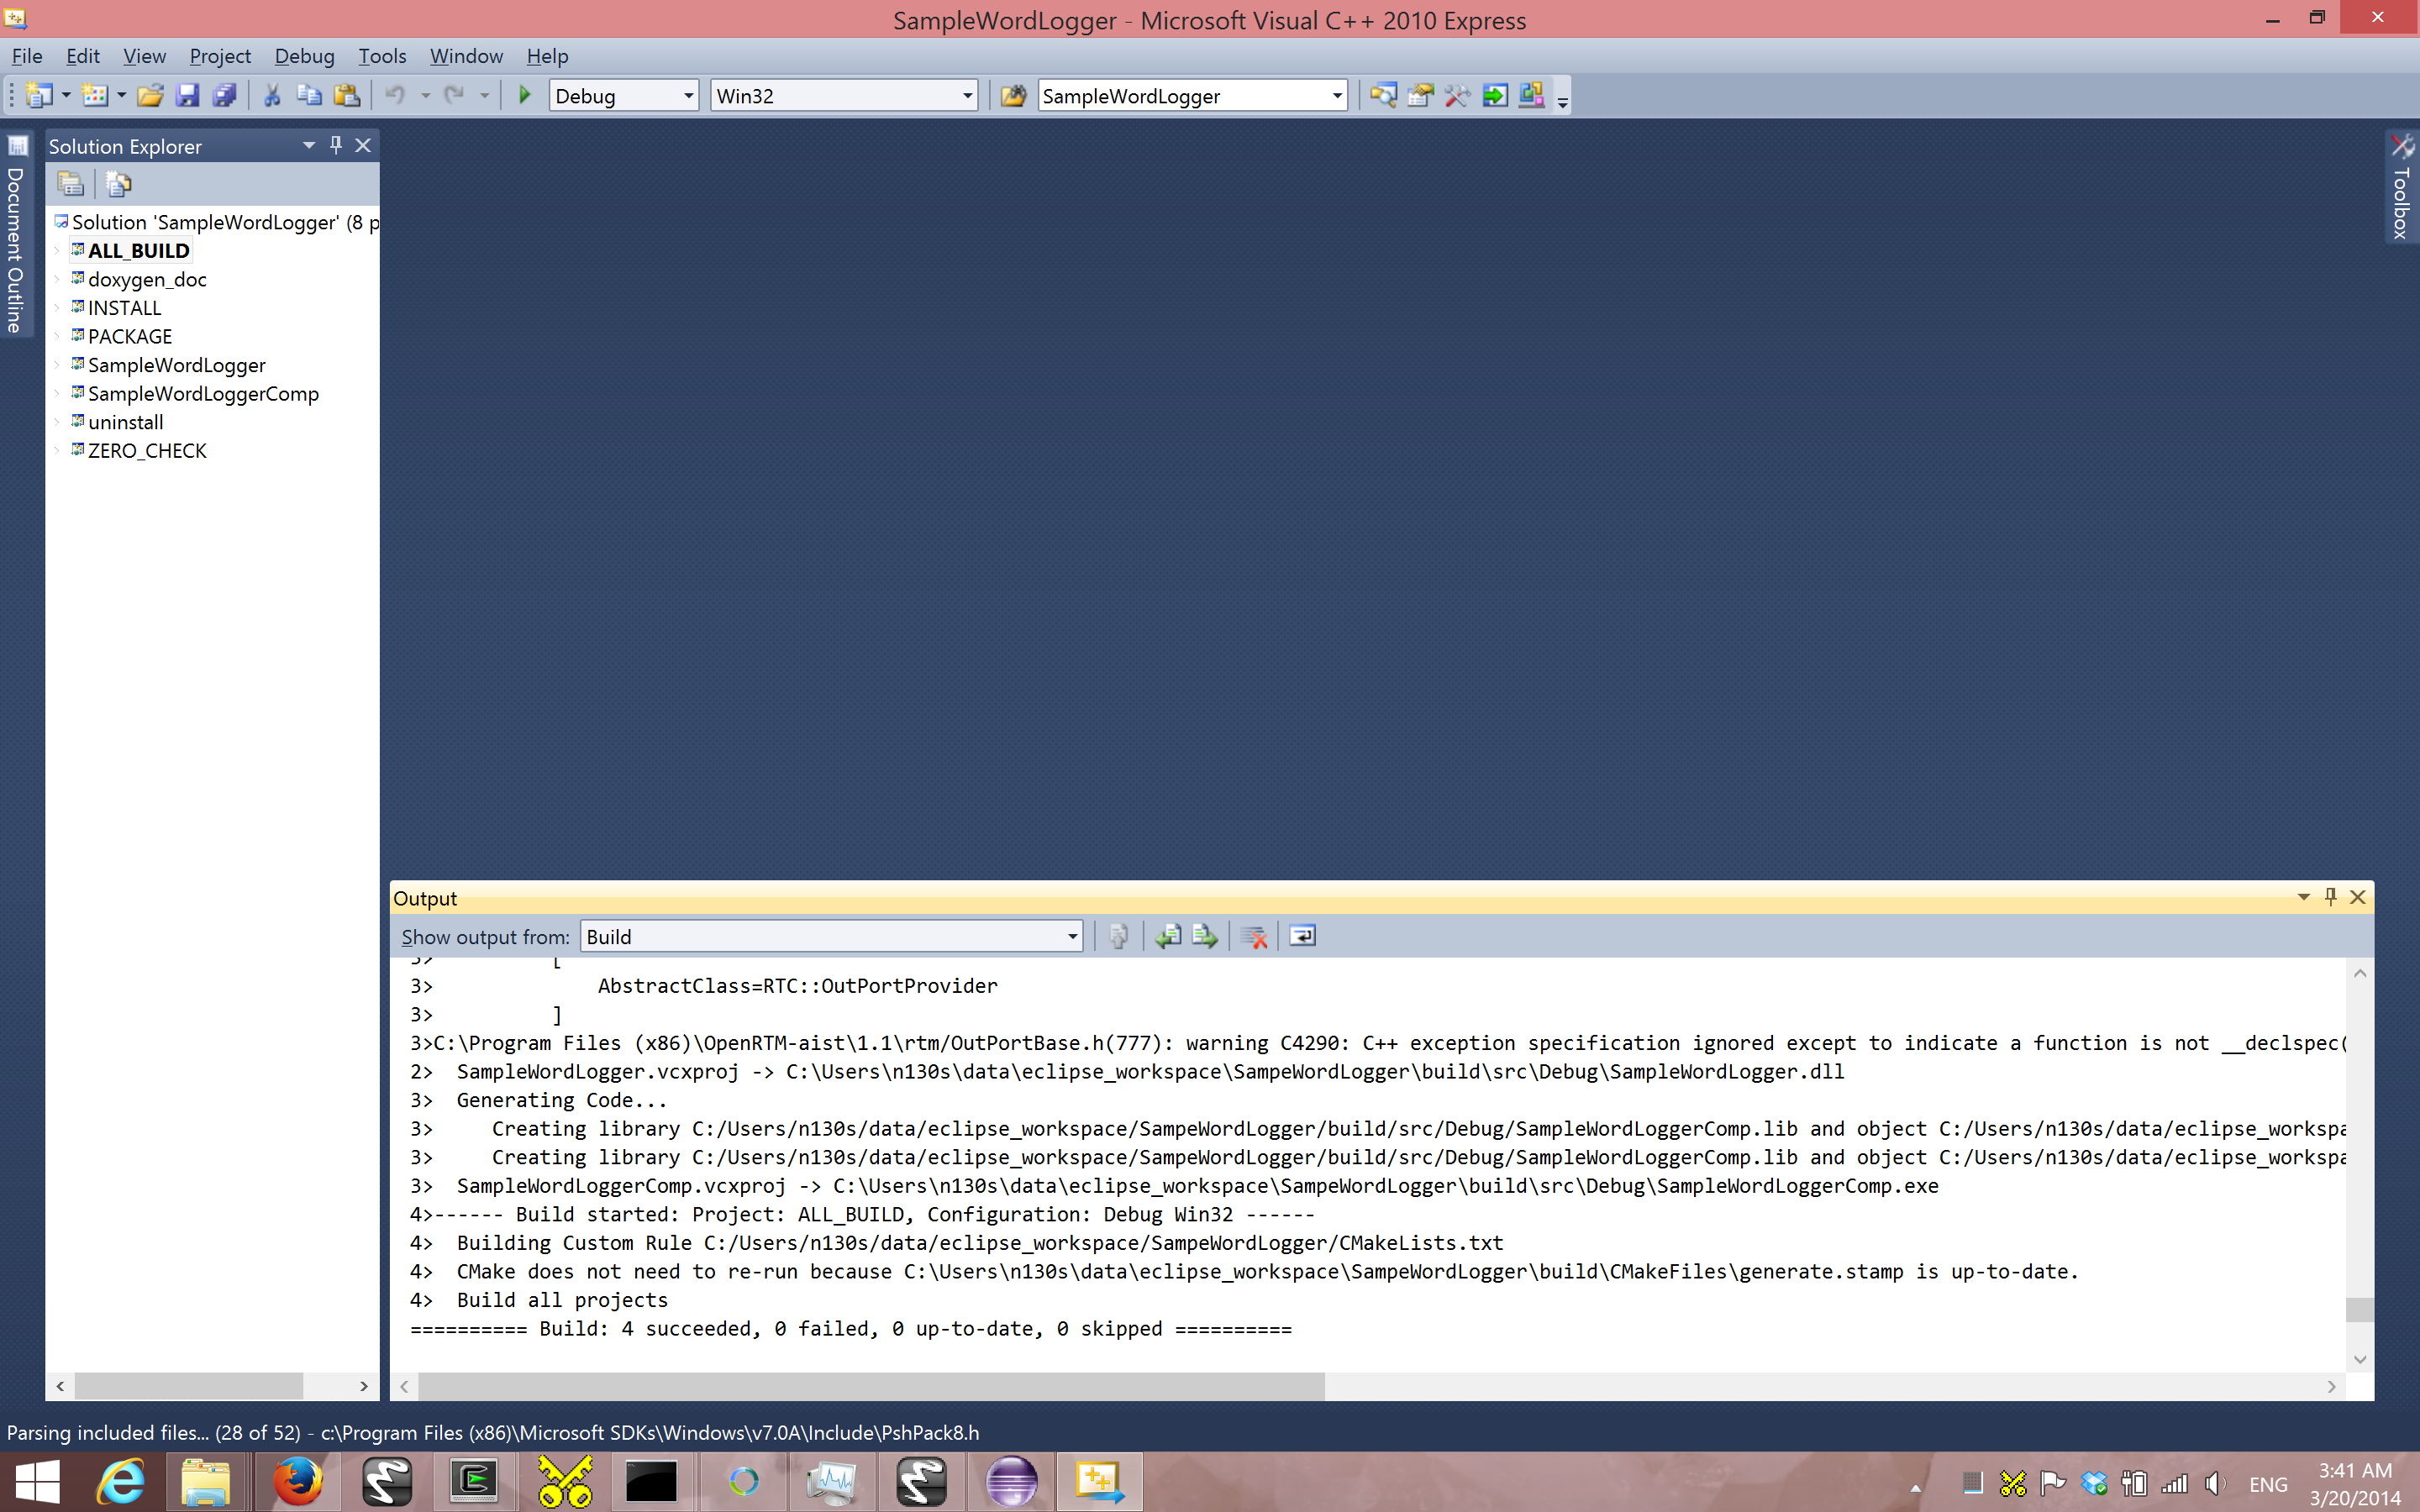 SampleWordLogger - Microsoft Visual C++ 2010 Express
File Edit View Project Debug Tools Window Help
Debug Win32 SampleWordLogger
Document Outline
Solution Explorer
Solution 'SampleWordLogger' (8 p
ALL_BUILD
doxygen_doc
INSTALL
PACKAGE
SampleWordLogger
SampleWordLoggerComp
uninstall
ZERO_CHECK
Toolbox
Output
Show output from: Build
3> [
3> AbstractClass=RTC::OutPortProvider
3> ]
3>C:\Program Files (x86)\OpenRTM-aist\1.1\rtm/OutPortBase.h(777): warning C4290: C++ exception specification ignored except to indicate a function is not __declspec(
2> SampleWordLogger.vcxproj -> C:\Users\n130s\data\eclipse_workspace\SampeWordLogger\build\src\Debug\SampleWordLogger.dll
3> Generating Code...
3> Creating library C:/Users/n130s/data/eclipse_workspace/SampeWordLogger/build/src/Debug/SampleWordLoggerComp.lib and object C:/Users/n130s/data/eclipse_workspa
3> Creating library C:/Users/n130s/data/eclipse_workspace/SampeWordLogger/build/src/Debug/SampleWordLoggerComp.lib and object C:/Users/n130s/data/eclipse_workspa
3> SampleWordLoggerComp.vcxproj -> C:\Users\n130s\data\eclipse_workspace\SampeWordLogger\build\src\Debug\SampleWordLoggerComp.exe
4>------ Build started: Project: ALL_BUILD, Configuration: Debug Win32 ------
4> Building Custom Rule C:/Users/n130s/data/eclipse_workspace/SampeWordLogger/CMakeLists.txt
4> CMake does not need to re-run because C:\Users\n130s\data\eclipse_workspace\SampeWordLogger\build\CMakeFiles\generate.stamp is up-to-date.
4> Build all projects
========== Build: 4 succeeded, 0 failed, 0 up-to-date, 0 skipped ==========
Parsing included files... (28 of 52) - c:\Program Files (x86)\Microsoft SDKs\Windows\v7.0A\Include\PshPack8.h
ENG
3:41 AM
3/20/2014